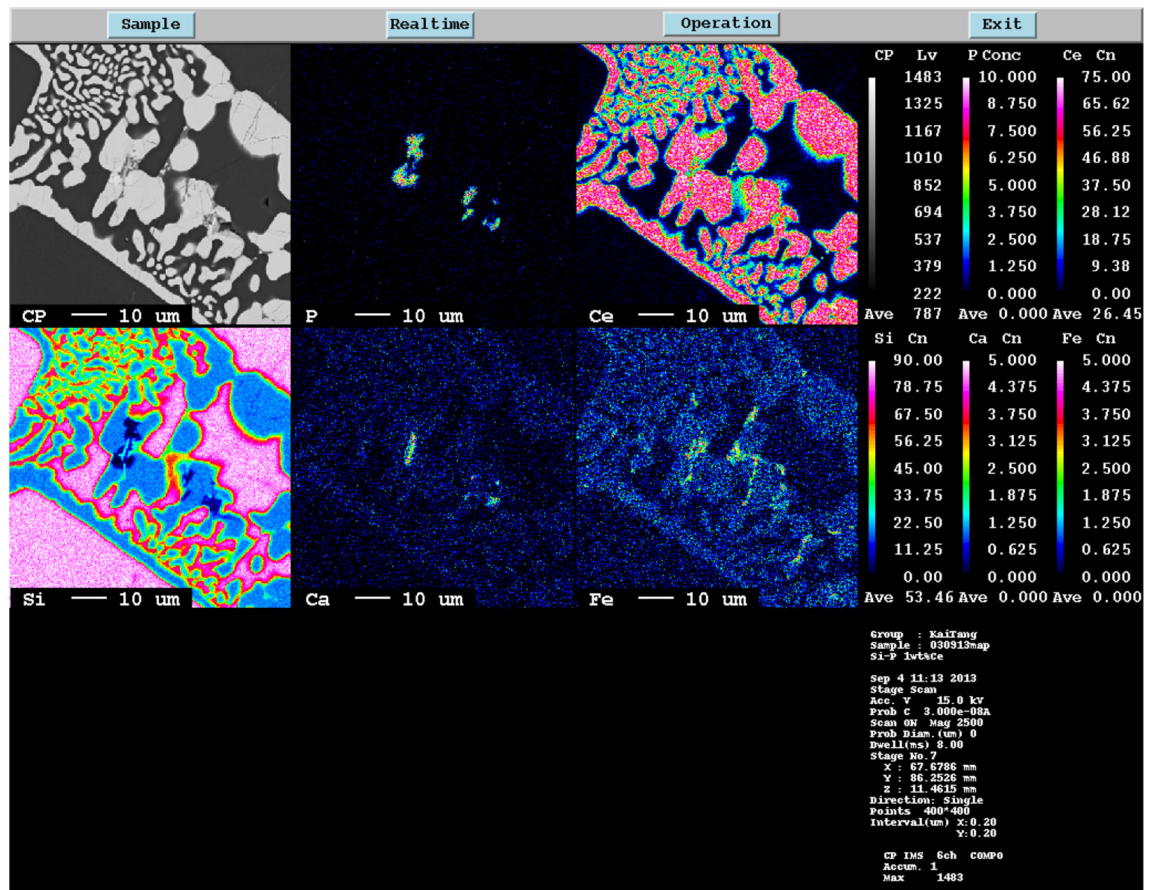 Sample Realtime Operation Exit
CP Lv P Conc Ce Cn
1483 10.000 75.00
1325 8.750 65.62
1167 7.500 56.25
1010 6.250 46.88
852 5.000 37.50
694 3.750 28.12
537 2.500 18.75
379 1.250 9.38
222 0.000 0.00
CP 10 um P 10 um Ce 10 um Ave 787 Ave 0.000 Ave 26.45
Si Cn Ca Cn Fe Cn
90.00 5.000 5.000
78.75 4.375 4.375
67.50 3.750 3.750
56.25 3.125 3.125
45.00 2.500 2.500
33.75 1.875 1.875
22.50 1.250 1.250
11.25 0.625 0.625
0.00 0.000 0.000
Si 10 um Ca 10 um Fe 10 um Ave 53.46 Ave 0.000 Ave 0.000
Group : KaiTang
Sample : 030913map
Si-P 1wt%Ce
Sep 4 11:13 2013
Stage Scan
Acc. V 15.0 kV
Prob C 3.000e-08A
Scan ON Mag 2500
Prob Diam.(um) 0
Dwell(ms) 8.00
Stage No.7
X : 67.6786 mm
Y : 86.2526 mm
Z : 11.4615 mm
Direction: Single
Points 400*400
Interval(um) X:0.20
Y:0.20
CP IMS 6ch COMPO
Accum. 1
Max 1483